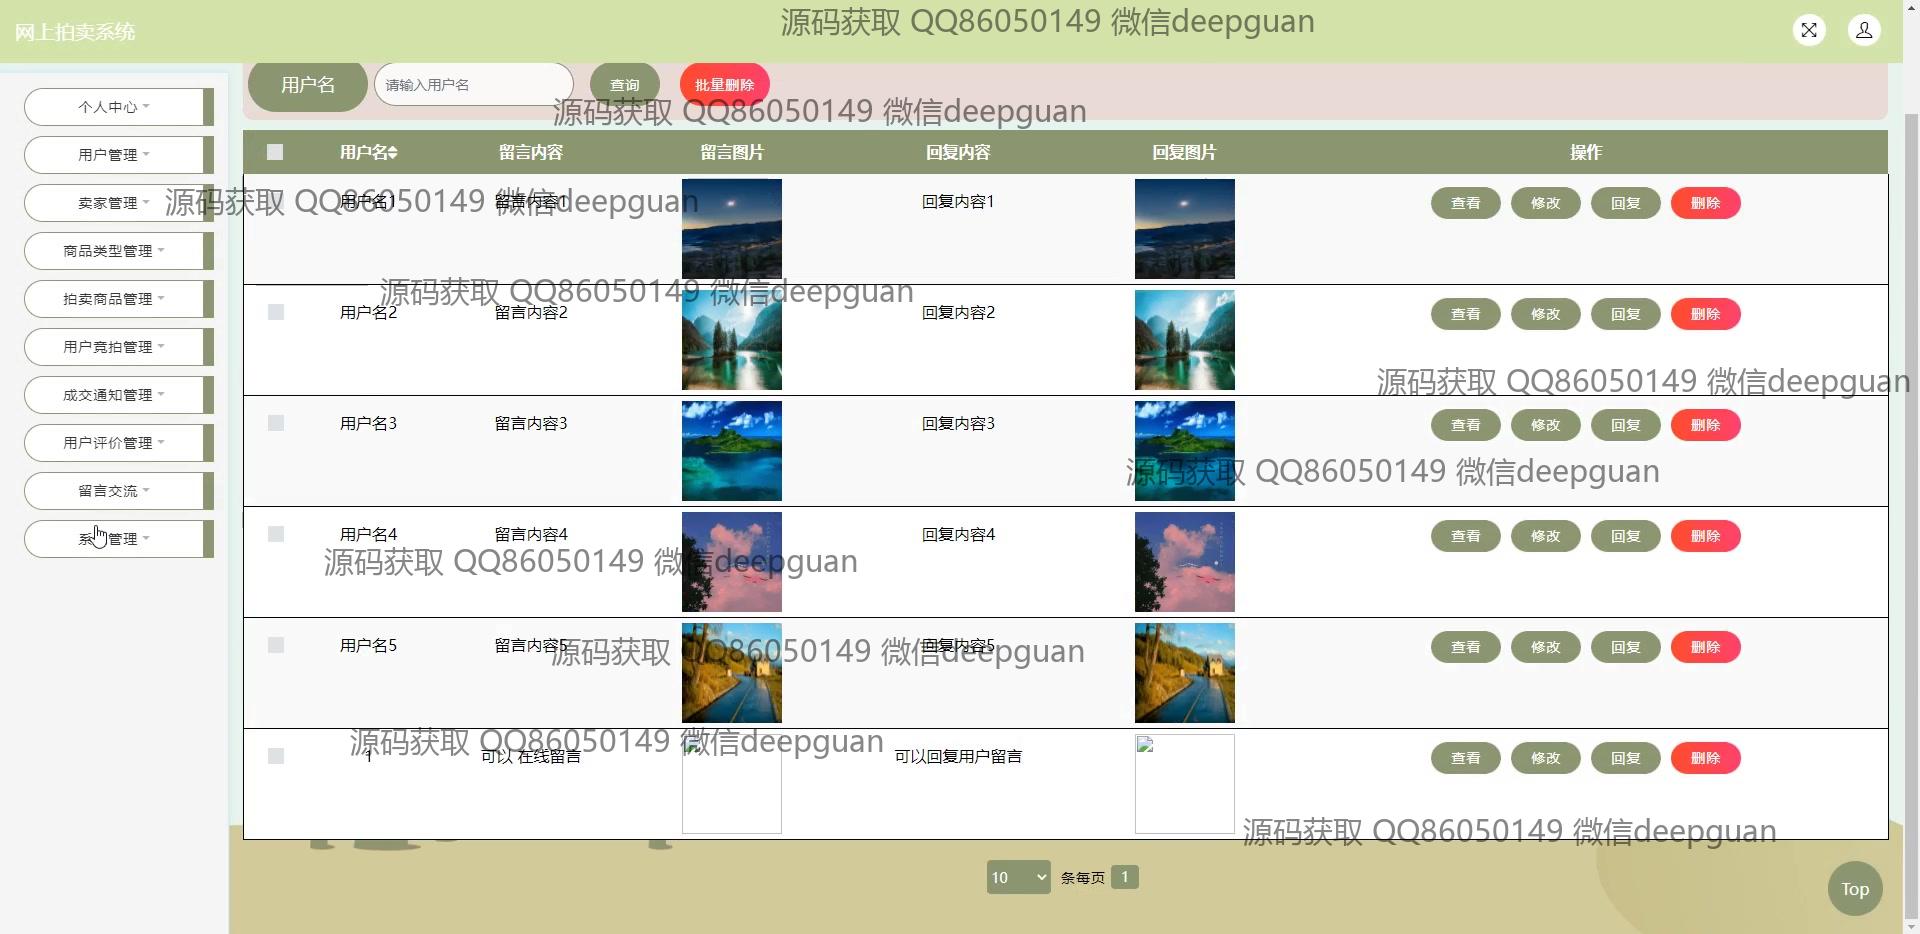 源码获取 QQ86050149 微信deepguan
网上拍卖系统
用户名
请输入用户名
查询
批量删除
源码获取 QQ86050149 微信deepguan
个人中心
用户管理
卖家管理
商品类型管理
拍卖商品管理
用户竞拍管理
成交通知管理
用户评价管理
留言交流
系统管理
用户名 留言内容 留言图片 回复内容 回复图片 操作
用户名1 留言内容1 回复内容1 查看 修改 回复 删除
源码获取 QQ86050149 微信deepguan
源码获取 QQ86050149 微信deepguan
用户名2 留言内容2 回复内容2 查看 修改 回复 删除
源码获取 QQ86050149 微信deepguan
用户名3 留言内容3 回复内容3 查看 修改 回复 删除
源码获取 QQ86050149 微信deepguan
用户名4 留言内容4 回复内容4 查看 修改 回复 删除
源码获取 QQ86050149 微信deepguan
用户名5 留言内容5 回复内容5 查看 修改 回复 删除
源码获取 QQ86050149 微信deepguan
源码获取 QQ86050149 微信deepguan
1 可以 在线留言 可以回复用户留言 查看 修改 回复 删除
源码获取 QQ86050149 微信deepguan
10 条每页 1
Top